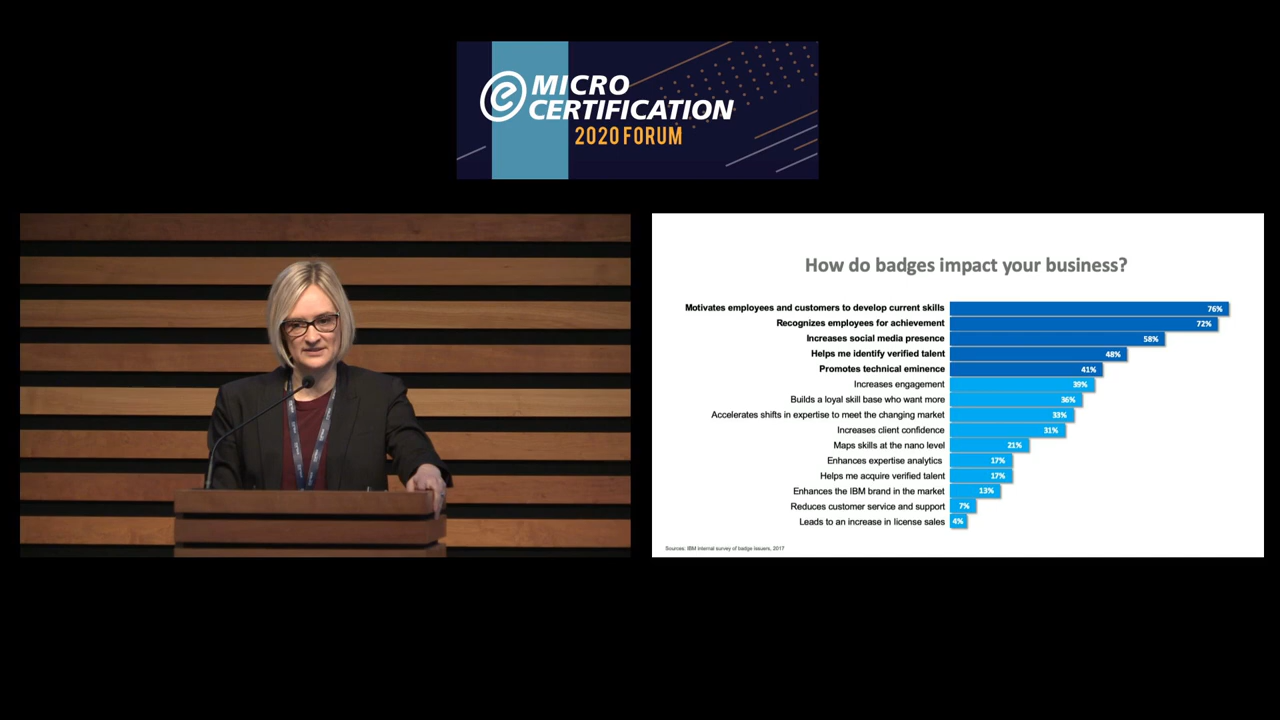 MICRO
CERTIFICATION
2020 FORUM
How do badges impact your business?
Motivates employees and customers to develop current skills 76%
Recognizes employees for achievement 72%
Increases social media presence 58%
Helps me identify verified talent 48%
Promotes technical eminence 41%
Increases engagement 39%
Builds a loyal skill base who want more 36%
Accelerates shifts in expertise to meet the changing market 33%
Increases client confidence 31%
Maps skills at the nano level 21%
Enhances expertise analytics 17%
Helps me acquire verified talent 17%
Enhances the IBM brand in the market 13%
Reduces customer service and support 7%
Leads to an increase in license sales 4%
Sources: IBM internal survey of badge issuers, 2017